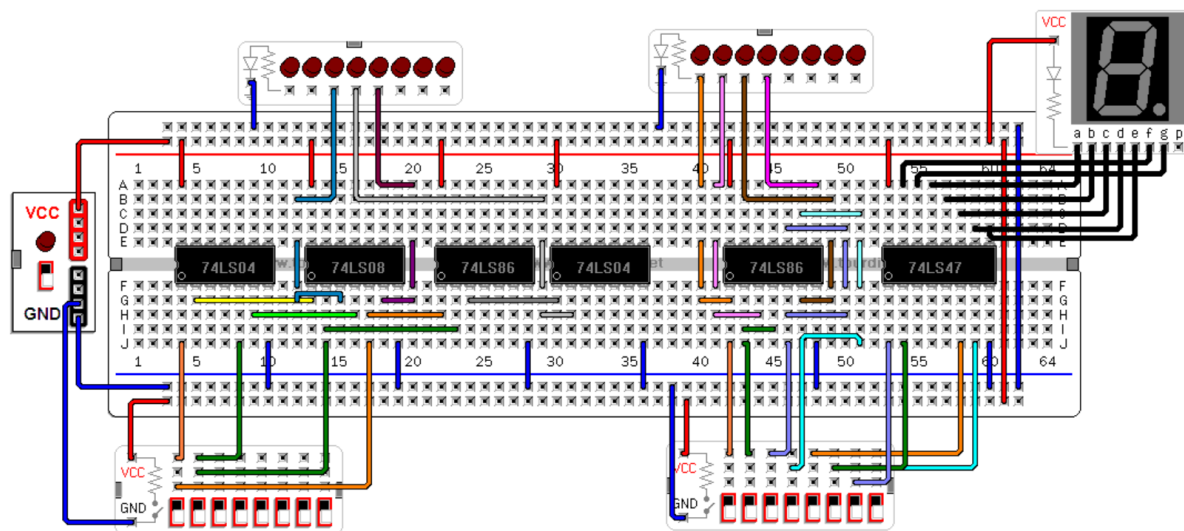 VCC
a b c d e f g p
1 5 10 15 20 25 30 35 40 45 50 55 60 64
A
B
C
D
E
VCC
74LS04 74LS08 74LS86 74LS04 74LS86 74LS47
GND
F
G
H
I
J
1 5 10 15 20 25 30 35 40 45 50 55 60 64
VCC
GND
VCC
GND